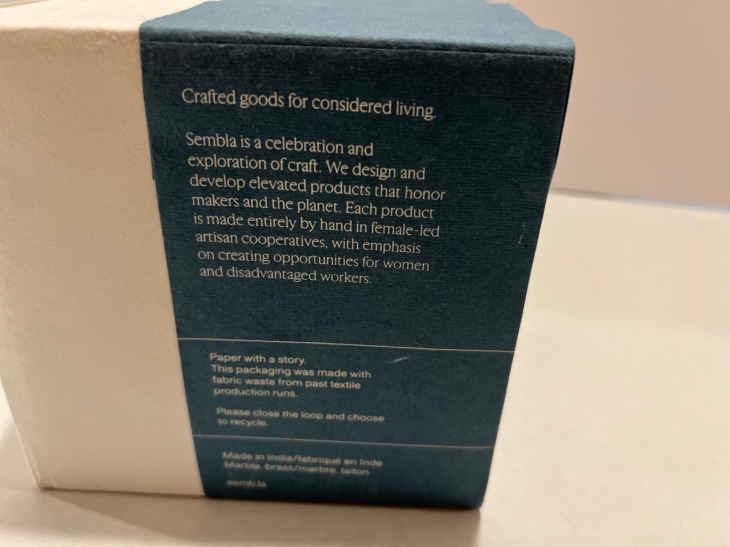 Crafted goods for considered living.
Sembla is a celebration and
exploration of craft. We design and
develop elevated products that honor
makers and the planet. Each product
is made entirely by hand in female-led
artisan cooperatives, with emphasis
on creating opportunities for women
and disadvantaged workers.
Paper with a story.
This packaging was made with
fabric waste from past textile
production runs.
Please close the loop and choose
to recycle.
Made in India/fabriqué en Inde
Marble, brass/marbre, laiton
sembla